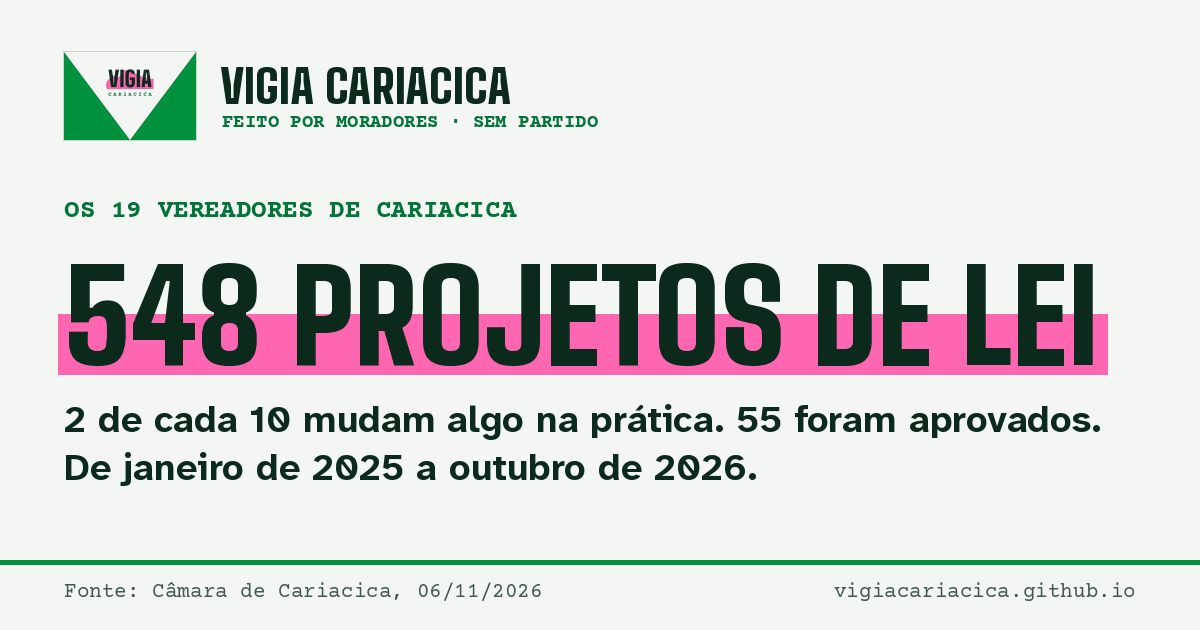 VIGIA
CARIACICA
VIGIA CARIACICA
FEITO POR MORADORES · SEM PARTIDO
OS 19 VEREADORES DE CARIACICA
548 PROJETOS DE LEI
2 de cada 10 mudam algo na prática. 55 foram aprovados.
De janeiro de 2025 a outubro de 2026.
Fonte: Câmara de Cariacica, 06/11/2026
vigiacariacica.github.io